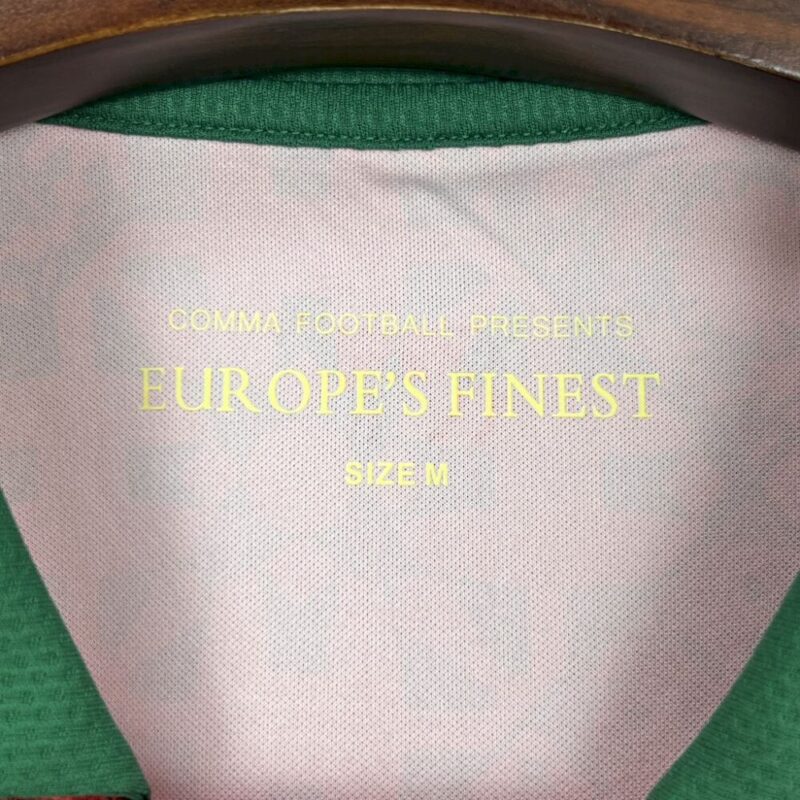 COMMA FOOTBALL PRESENTS
EUROPE'S FINEST
SIZE M